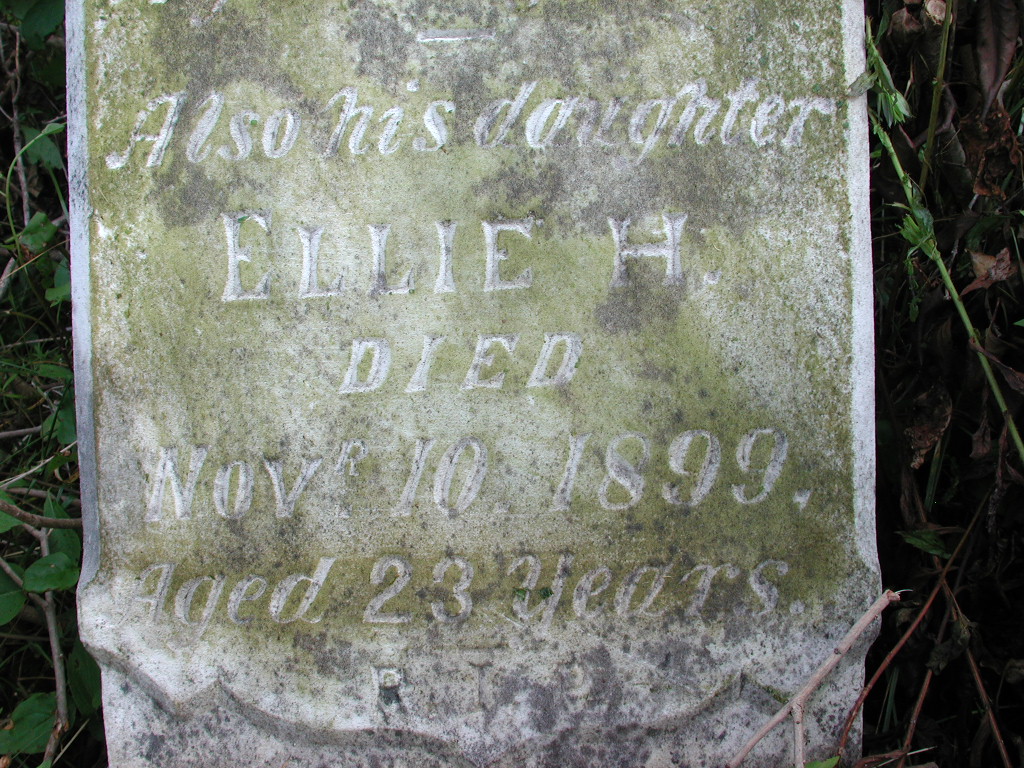 Also his daughter
ELLIE H.
DIED
Novr 10. 1899.
Aged 23 Years.